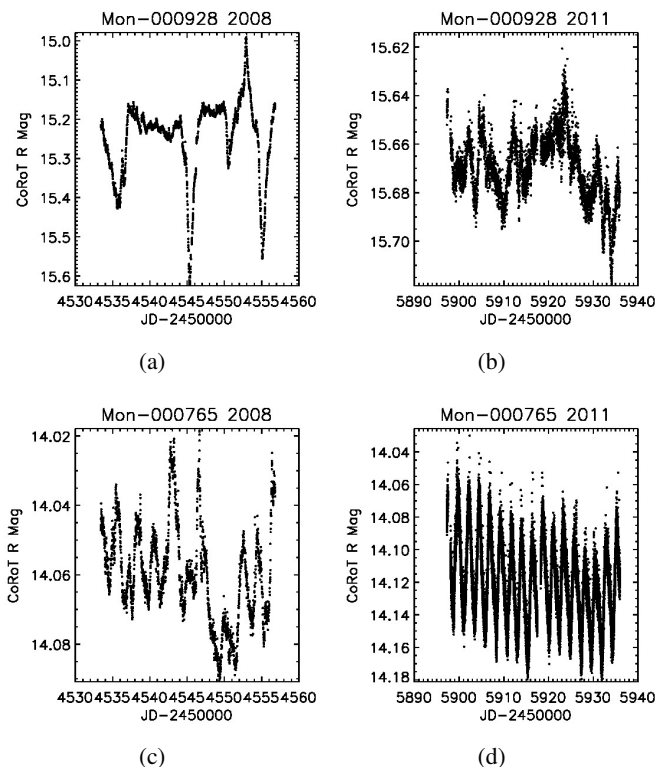 Mon-000928 2008
CoRoT R Mag
15.0
15.1
15.2
15.3
15.4
15.5
15.6
4530 4535 4540 4545 4550 4555 4560
JD-2450000
(a)
Mon-000928 2011
CoRoT R Mag
15.62
15.64
15.66
15.68
15.70
5890 5900 5910 5920 5930 5940
JD-2450000
(b)
Mon-000765 2008
CoRoT R Mag
14.02
14.04
14.06
14.08
4530 4535 4540 4545 4550 4555 4560
JD-2450000
(c)
Mon-000765 2011
CoRoT R Mag
14.04
14.06
14.08
14.10
14.12
14.14
14.16
14.18
5890 5900 5910 5920 5930 5940
JD-2450000
(d)